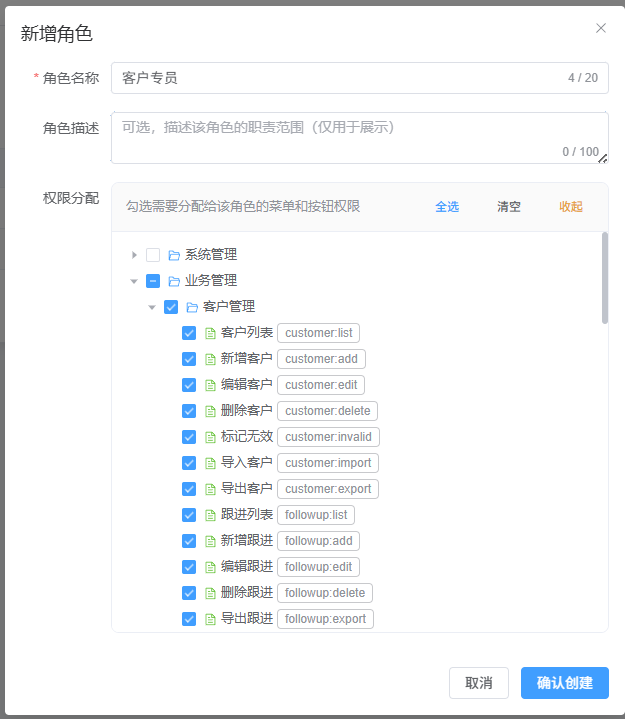 新增角色
* 角色名称 客户专员 4 / 20
角色描述 可选，描述该角色的职责范围（仅用于展示）
0 / 100
权限分配 勾选需要分配给该角色的菜单和按钮权限 全选 清空 收起
系统管理
业务管理
客户管理
客户列表 customer:list
新增客户 customer:add
编辑客户 customer:edit
删除客户 customer:delete
标记无效 customer:invalid
导入客户 customer:import
导出客户 customer:export
跟进列表 followup:list
新增跟进 followup:add
编辑跟进 followup:edit
删除跟进 followup:delete
导出跟进 followup:export
取消 确认创建